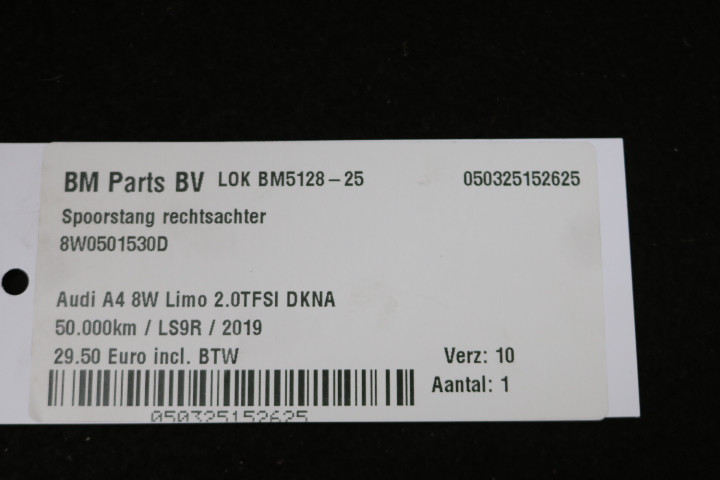 BM Parts BV LOK BM5128-25 050325152625
Spoorstang rechtsachter
8W0501530D
Audi A4 8W Limo 2.0TFSI DKNA
50.000km / LS9R / 2019
29.50 Euro incl. BTW Verz: 10
Aantal: 1
050325152625